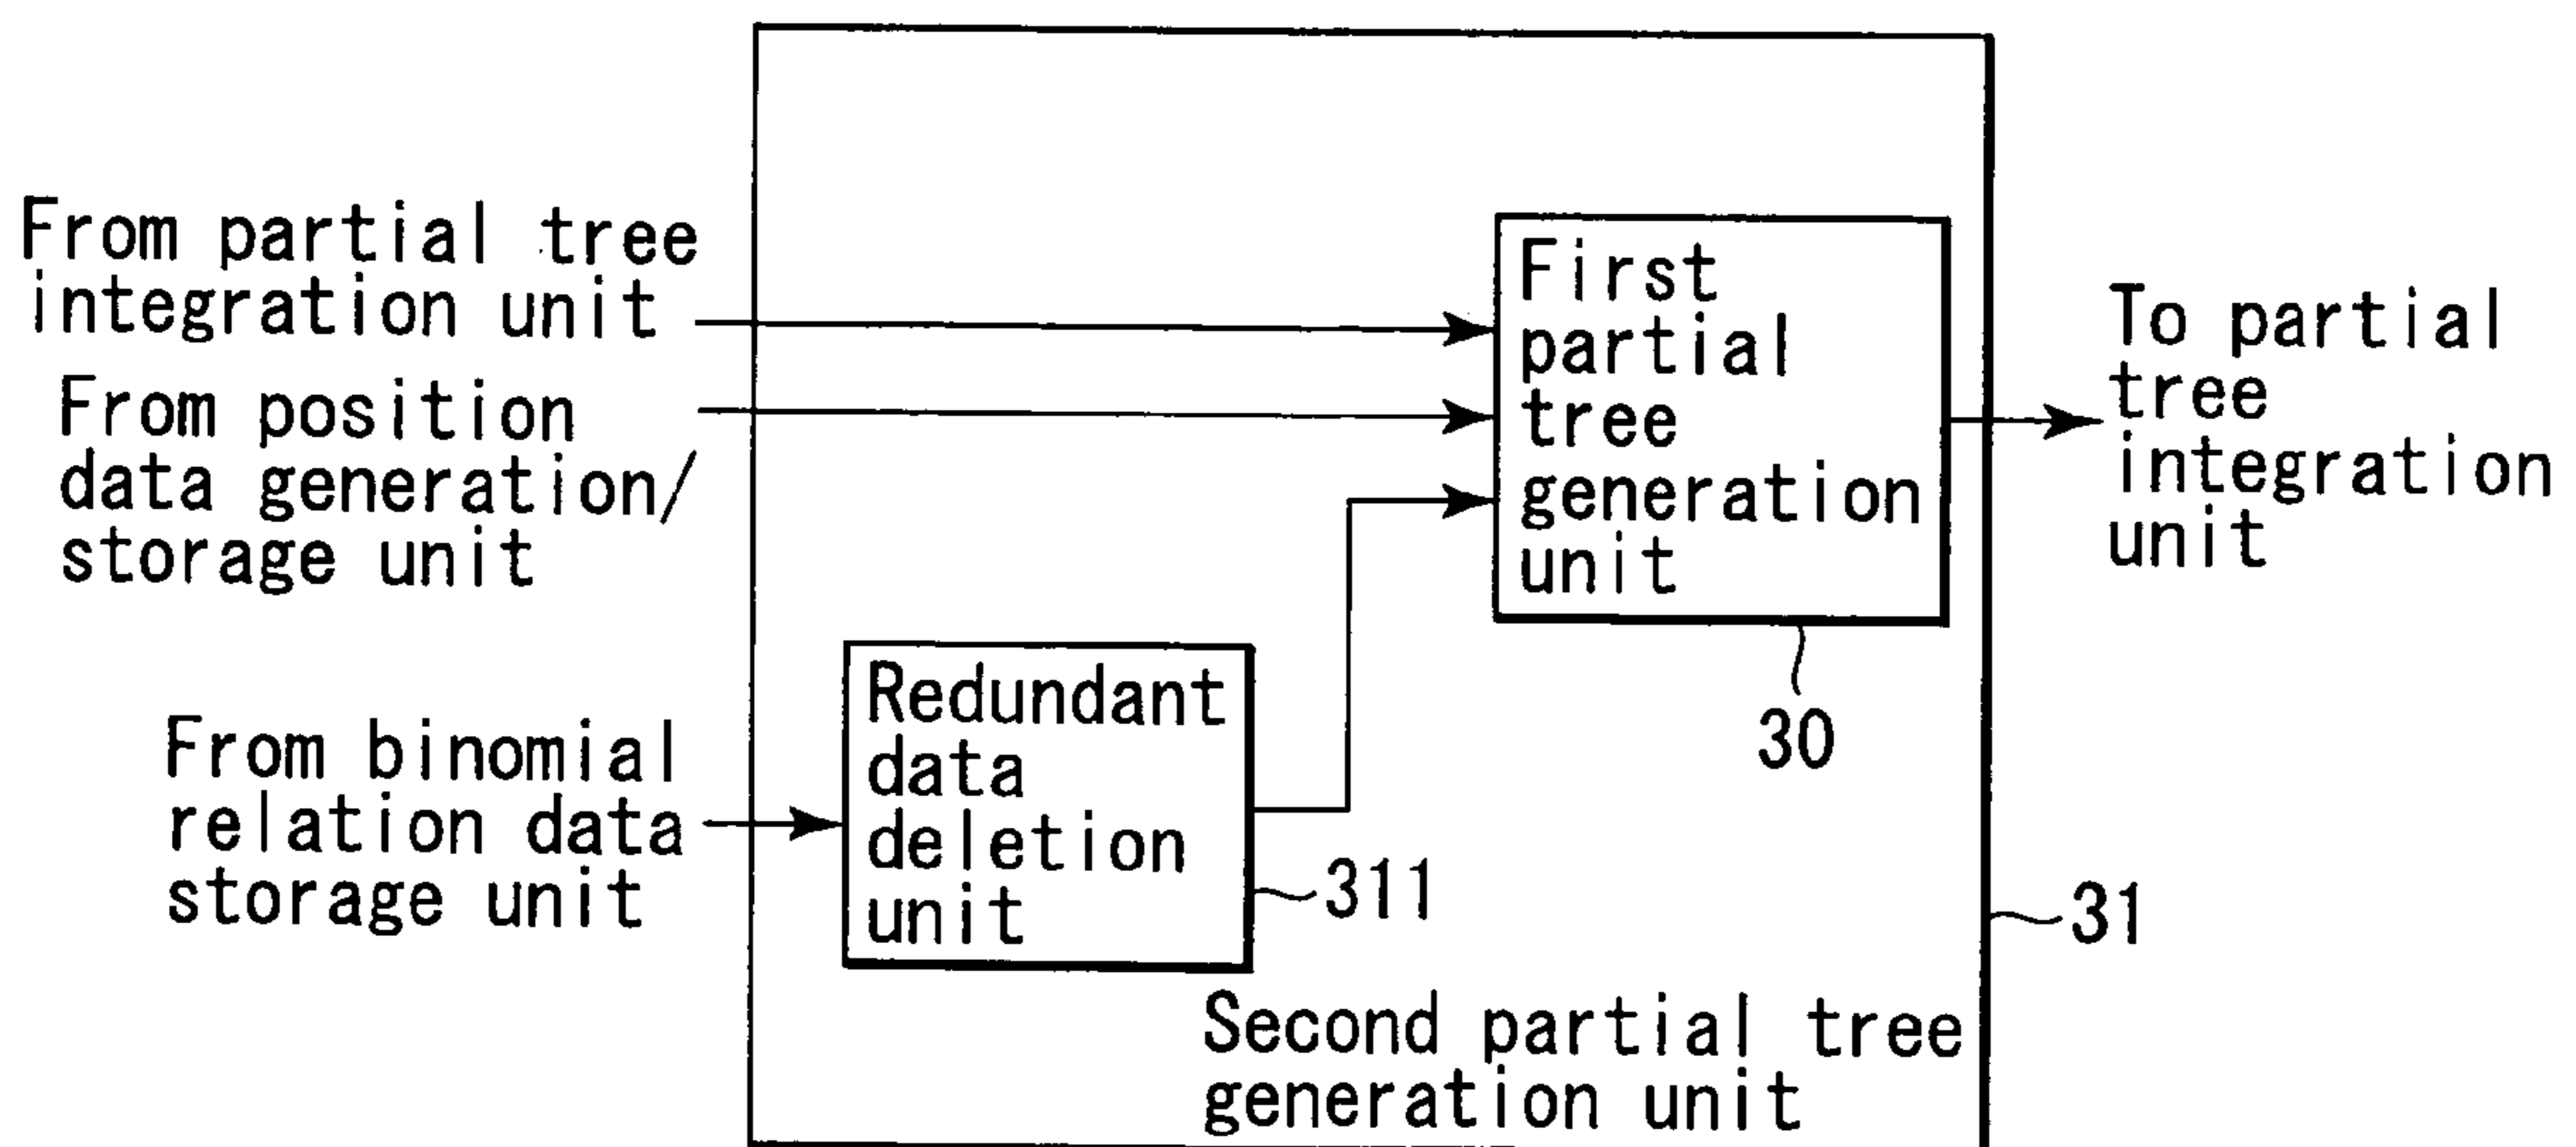 From partial tree
integration unit
From position
data generation/
storage unit
From binomial
relation data
storage unit
First
partial
tree
generation
unit
30
Redundant
data
deletion
unit
311
To partial
tree
integration
unit
31
Second partial tree
generation unit